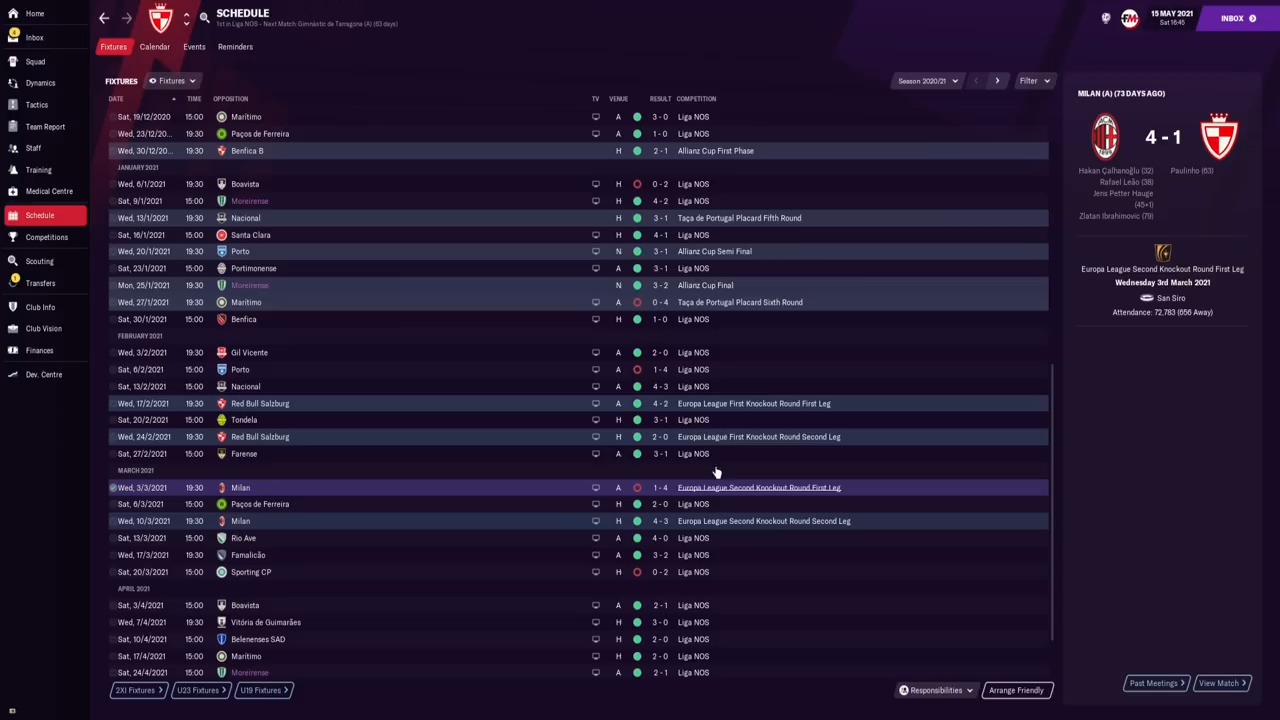 Home
SCHEDULE
1st in Liga NOS - Next Match: Gimnàstic de Tarragona (A) (63 days)
15 MAY 2021
Sat 16:45
INBOX
Inbox
Squad
Dynamics
Tactics
Team Report
Staff
Training
Medical Centre
Schedule
Competitions
Scouting
Transfers
Club Info
Club Vision
Finances
Dev. Centre
Fixtures Calendar Events Reminders
FIXTURES Fixtures Season 2020/21 Filter
DATE TIME OPPOSITION TV VENUE RESULT COMPETITION
Sat, 19/12/2020 15:00 Marítimo A 3 - 0 Liga NOS
Wed, 23/12/20... 19:30 Paços de Ferreira A 1 - 0 Liga NOS
Wed, 30/12/20... 19:30 Benfica B H 2 - 1 Allianz Cup First Phase
JANUARY 2021
Wed, 6/1/2021 19:30 Boavista H 0 - 2 Liga NOS
Sat, 9/1/2021 15:00 Moreirense H 4 - 2 Liga NOS
Wed, 13/1/2021 19:30 Nacional H 3 - 1 Taça de Portugal Placard Fifth Round
Sat, 16/1/2021 15:00 Santa Clara H 4 - 1 Liga NOS
Wed, 20/1/2021 19:30 Porto N 3 - 1 Allianz Cup Semi Final
Sat, 23/1/2021 15:00 Portimonense A 3 - 1 Liga NOS
Mon, 25/1/2021 19:30 Moreirense N 3 - 2 Allianz Cup Final
Wed, 27/1/2021 19:30 Marítimo A 0 - 4 Taça de Portugal Placard Sixth Round
Sat, 30/1/2021 15:00 Benfica H 1 - 0 Liga NOS
FEBRUARY 2021
Wed, 3/2/2021 19:30 Gil Vicente A 2 - 0 Liga NOS
Sat, 6/2/2021 15:00 Porto A 1 - 4 Liga NOS
Sat, 13/2/2021 15:00 Nacional A 4 - 3 Liga NOS
Wed, 17/2/2021 19:30 Red Bull Salzburg A 4 - 2 Europa League First Knockout Round First Leg
Sat, 20/2/2021 15:00 Tondela H 3 - 1 Liga NOS
Wed, 24/2/2021 19:30 Red Bull Salzburg H 2 - 0 Europa League First Knockout Round Second Leg
Sat, 27/2/2021 15:00 Farense A 3 - 1 Liga NOS
MARCH 2021
Wed, 3/3/2021 19:30 Milan A 1 - 4 Europa League Second Knockout Round First Leg
Sat, 6/3/2021 15:00 Paços de Ferreira H 2 - 0 Liga NOS
Wed, 10/3/2021 19:30 Milan H 4 - 3 Europa League Second Knockout Round Second Leg
Sat, 13/3/2021 15:00 Rio Ave A 4 - 0 Liga NOS
Wed, 17/3/2021 19:30 Famalicão A 3 - 2 Liga NOS
Sat, 20/3/2021 15:00 Sporting CP H 0 - 2 Liga NOS
APRIL 2021
Sat, 3/4/2021 15:00 Boavista A 2 - 1 Liga NOS
Wed, 7/4/2021 19:30 Vitória de Guimarães H 3 - 0 Liga NOS
Sat, 10/4/2021 15:00 Belenenses SAD H 2 - 0 Liga NOS
Sat, 17/4/2021 15:00 Marítimo H 2 - 0 Liga NOS
Sat, 24/4/2021 15:00 Moreirense A 2 - 1 Liga NOS
2XI Fixtures U23 Fixtures U19 Fixtures Responsibilities Arrange Friendly
MILAN (A) (73 DAYS AGO)
4 - 1
Hakan Çalhanoğlu (32)
Rafael Leão (38)
Jens Petter Hauge
(45+1)
Zlatan Ibrahimovic (79)
Paulinho (63)
Europa League Second Knockout Round First Leg
Wednesday 3rd March 2021
San Siro
Attendance: 72,783 (656 Away)
Past Meetings View Match